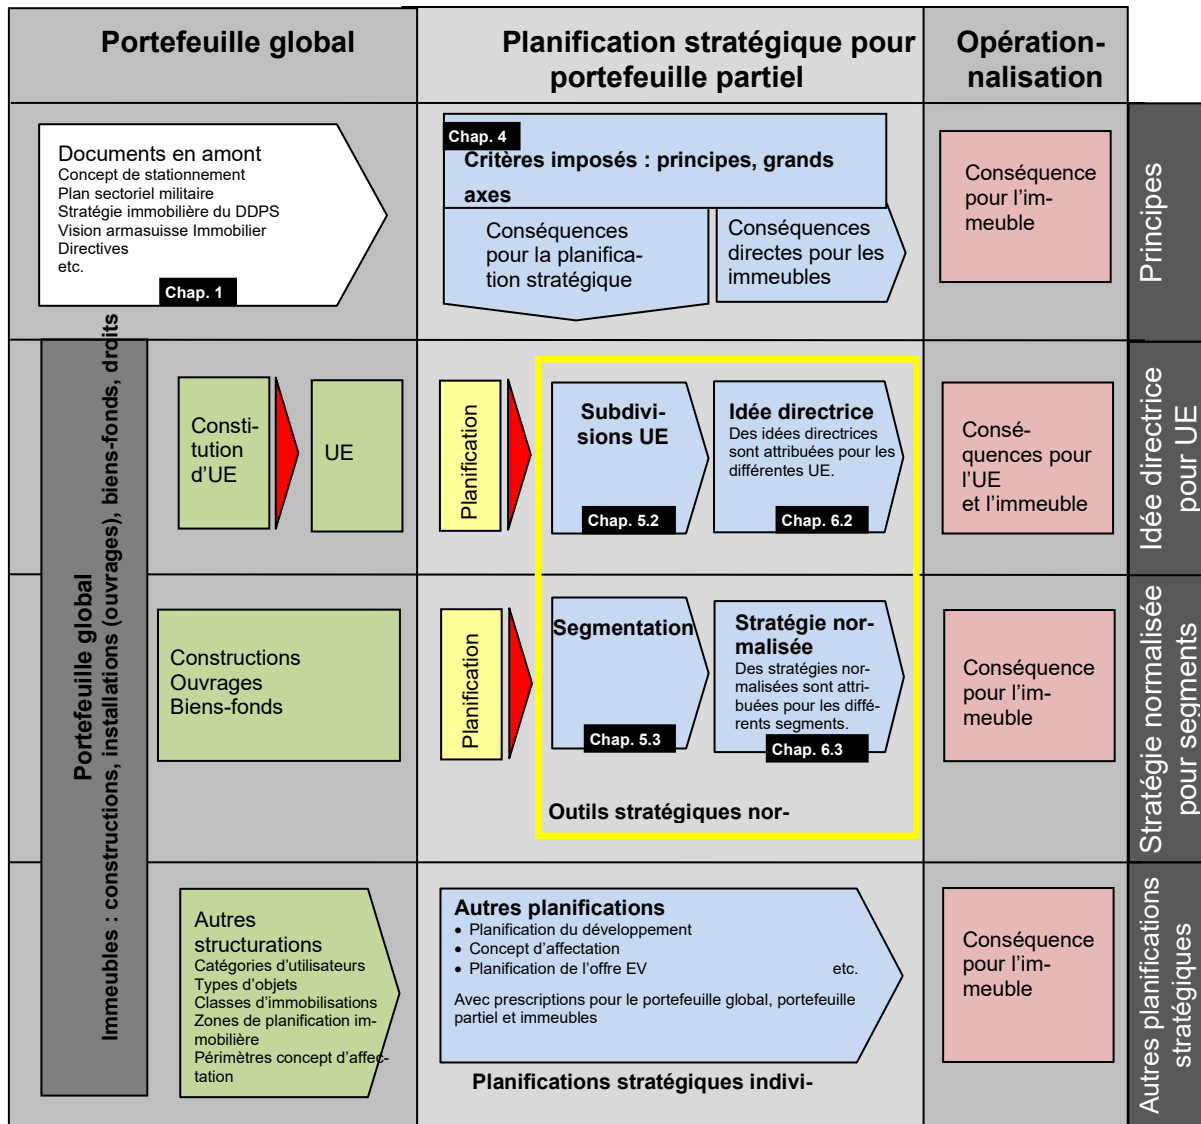 Portefeuille global
Planification stratégique pour
portefeuille partiel
Opération-
nalisation
Documents en amont
Concept de stationnement
Plan sectoriel militaire
Stratégie immobilière du DDPS
Vision armasuisse Immobilier
Directives
etc.
Chap. 1
Chap. 4
Critères imposés : principes, grands
axes
Conséquences
pour la planifica-
tion stratégique
Conséquences
directes pour les
immeubles
Conséquence
pour l’im-
meuble
Principes
Portefeuille global
Immeubles : constructions, installations (ouvrages), biens-fonds, droits
Consti-
tution
d’UE
UE
Planification
Subdivi-
sions UE
Chap. 5.2
Idée directrice
Des idées directrices
sont attribuées pour les
différentes UE.
Chap. 6.2
Consé-
quences pour
l’UE
et l’immeuble
Idée directrice
pour UE
Constructions
Ouvrages
Biens-fonds
Planification
Segmentation
Chap. 5.3
Stratégie nor-
malisée
Des stratégies nor-
malisées sont attri-
buées pour les diffé-
rents segments.
Chap. 6.3
Outils stratégiques nor-
Conséquence
pour l’im-
meuble
Stratégie normalisée
pour segments
Autres
structurations
Catégories d’utilisateurs
Types d’objets
Classes d’immobilisations
Zones de planification im-
mobilière
Périmètres concept d’affec-
tation
Autres planifications
• Planification du développement
• Concept d’affectation
• Planification de l’offre EV etc.
Avec prescriptions pour le portefeuille global, portefeuille
partiel et immeubles
Planifications stratégiques indivi-
Conséquence
pour l’im-
meuble
Autres planifications
stratégiques